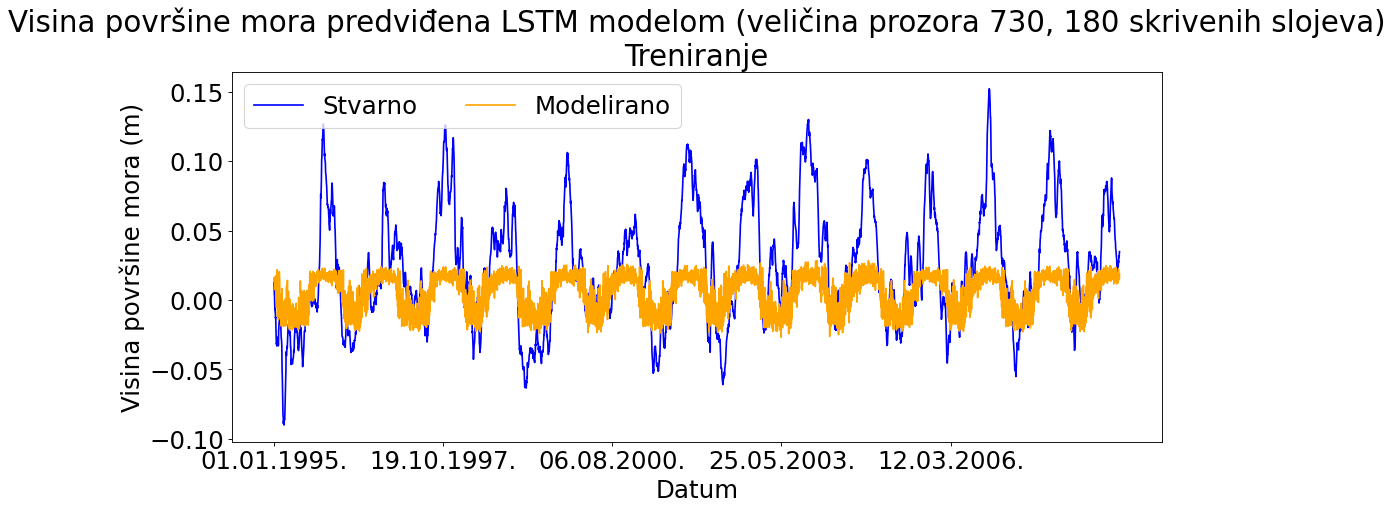 Visina površine mora predviđena LSTM modelom (veličina prozora 730, 180 skrivenih slojeva)
Treniranje
Stvarno Modelirano
Visina površine mora (m)
0.15
0.10
0.05
0.00
−0.05
−0.10
01.01.1995. 19.10.1997. 06.08.2000. 25.05.2003. 12.03.2006.
Datum